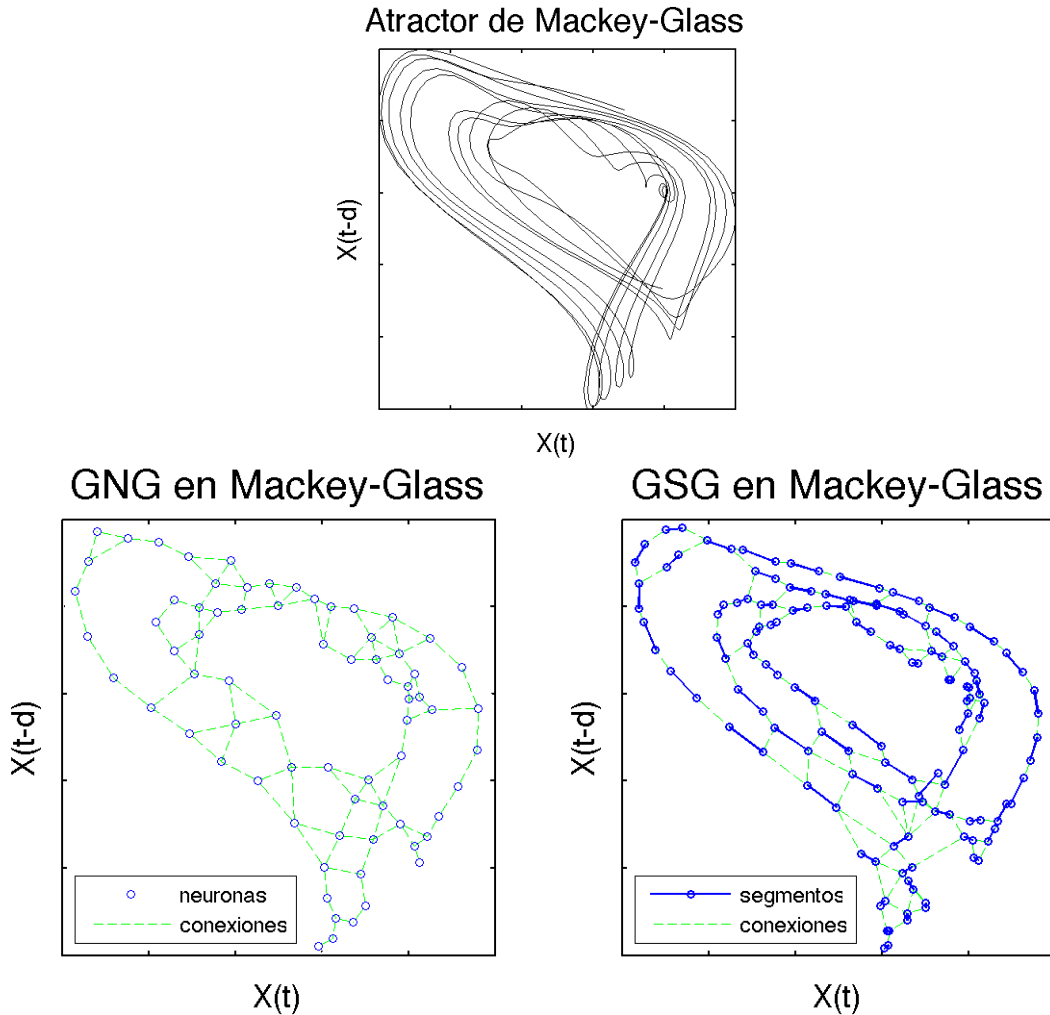 Atractor de Mackey-Glass
X(t-d)
X(t)
GNG en Mackey-Glass
X(t-d)
neuronas
conexiones
X(t)
GSG en Mackey-Glass
X(t-d)
segmentos
conexiones
X(t)